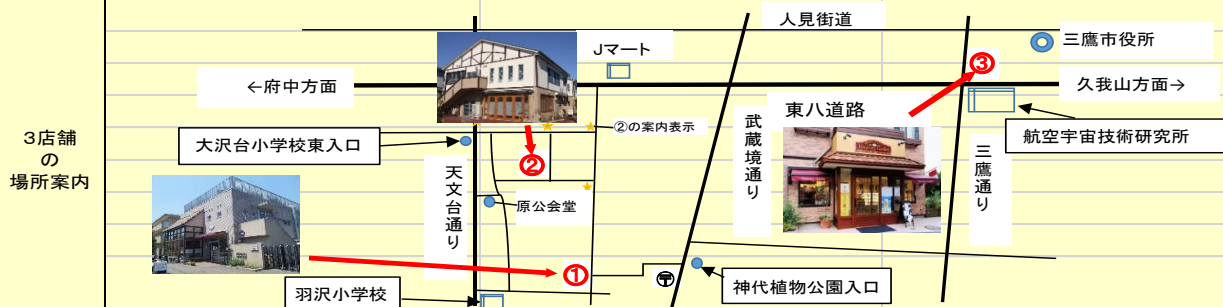 3店舗
の
場所案内
人見街道
Jマート
三鷹市役所
③
←府中方面
久我山方面→
東八道路
②の案内表示
航空宇宙技術研究所
大沢台小学校東入口
②
天文台通り
武蔵境通り
三鷹通り
原公会堂
①
〒
神代植物公園入口
羽沢小学校